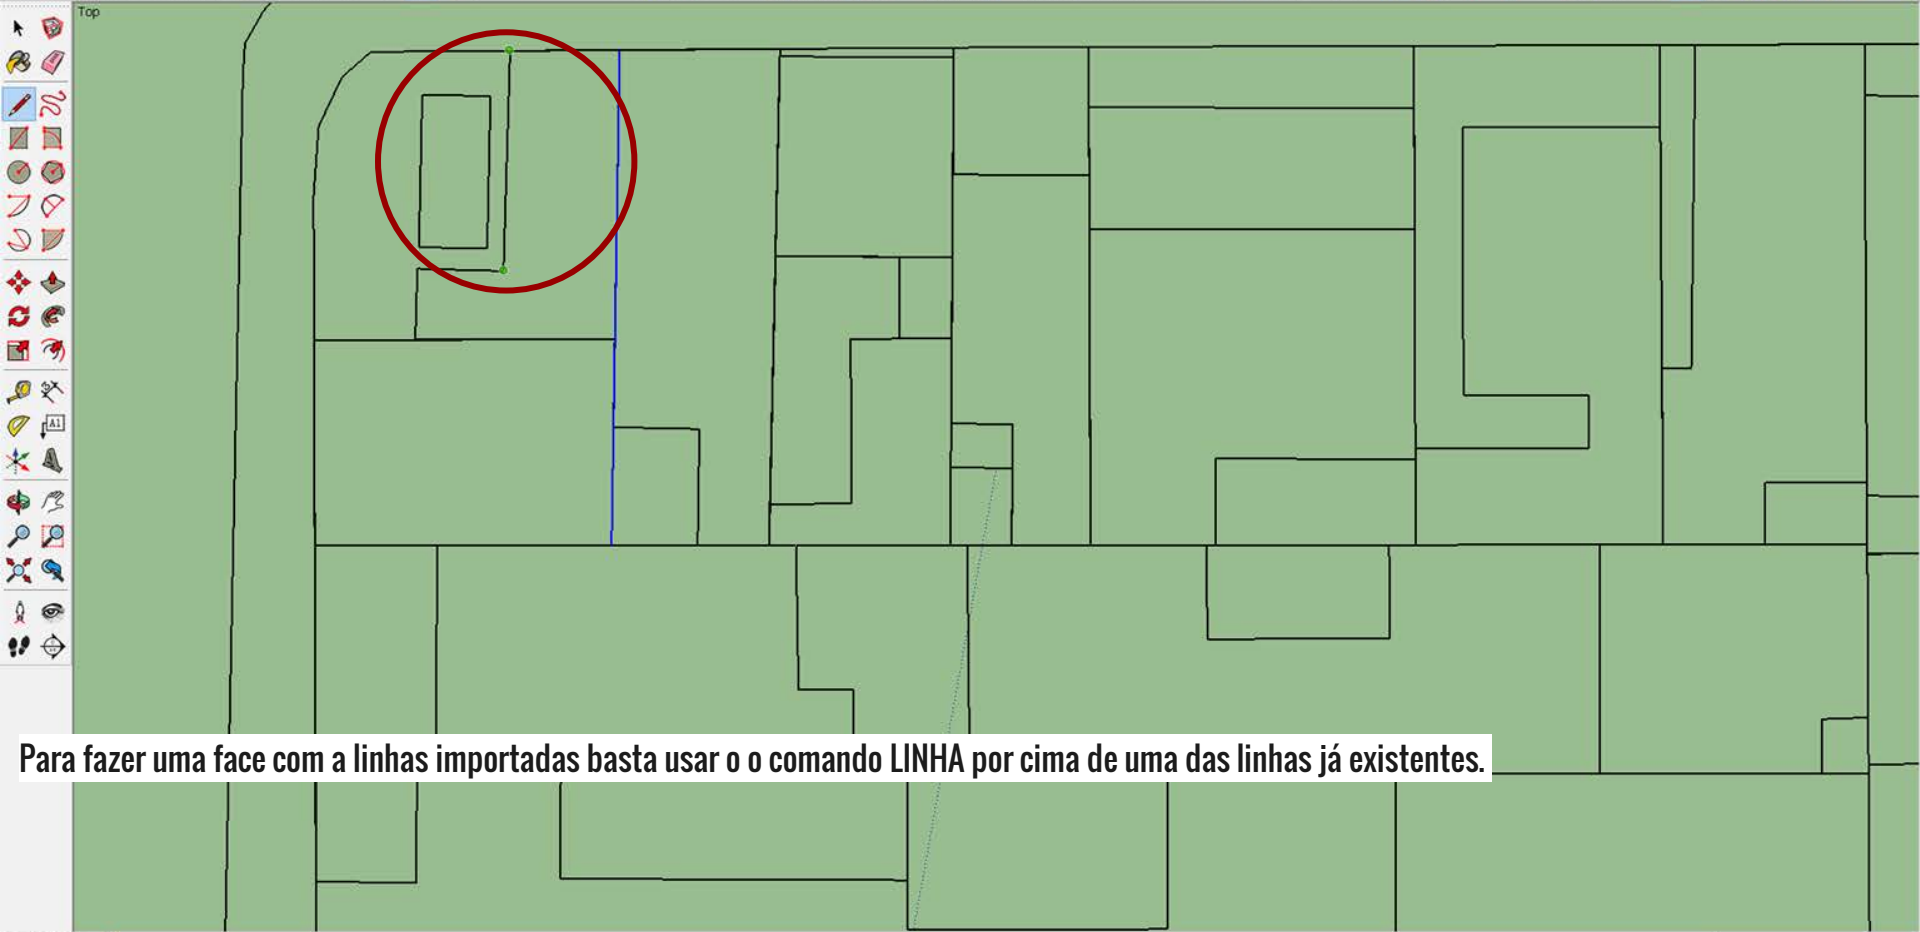 Top
A1
Para fazer uma face com a linhas importadas basta usar o o comando LINHA por cima de uma das linhas já existentes.